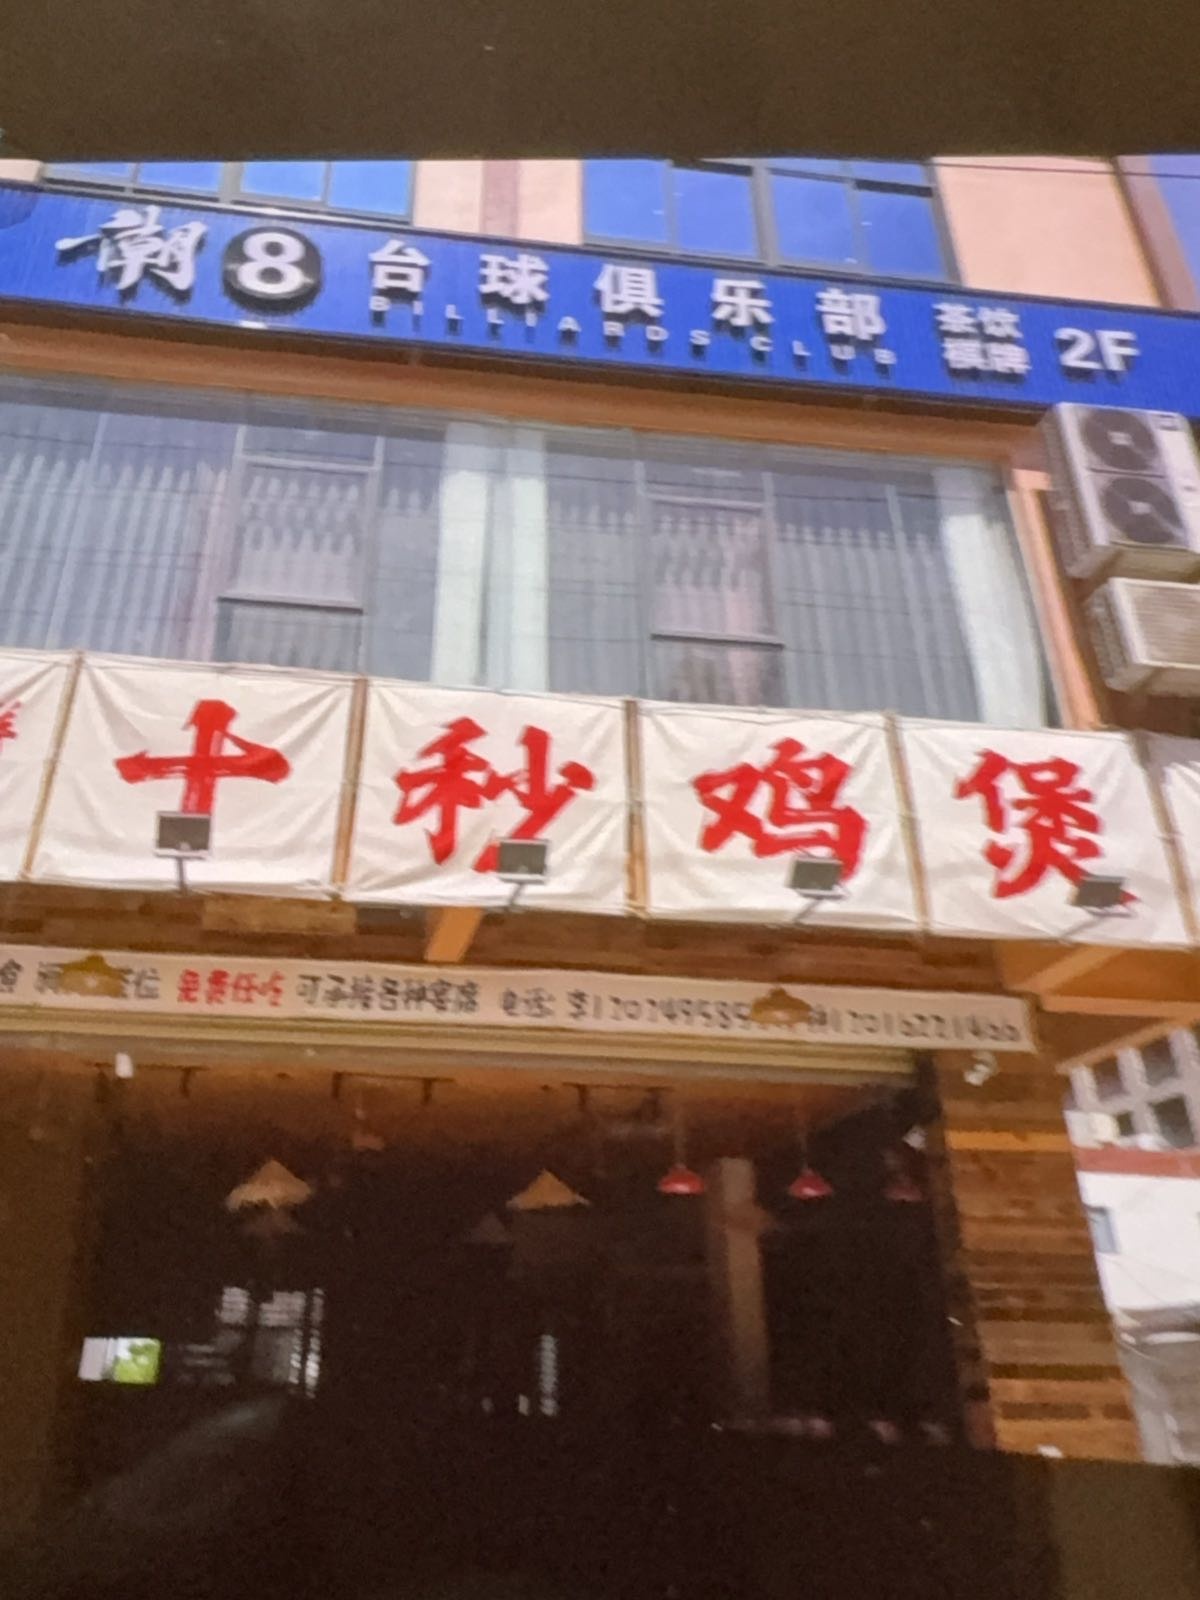 潮8 台球俱乐部 茶饮 2F
BILLIARDS CLUB 棋牌
十秒鸡煲
免费任吃 可承接各种宴席 电话: